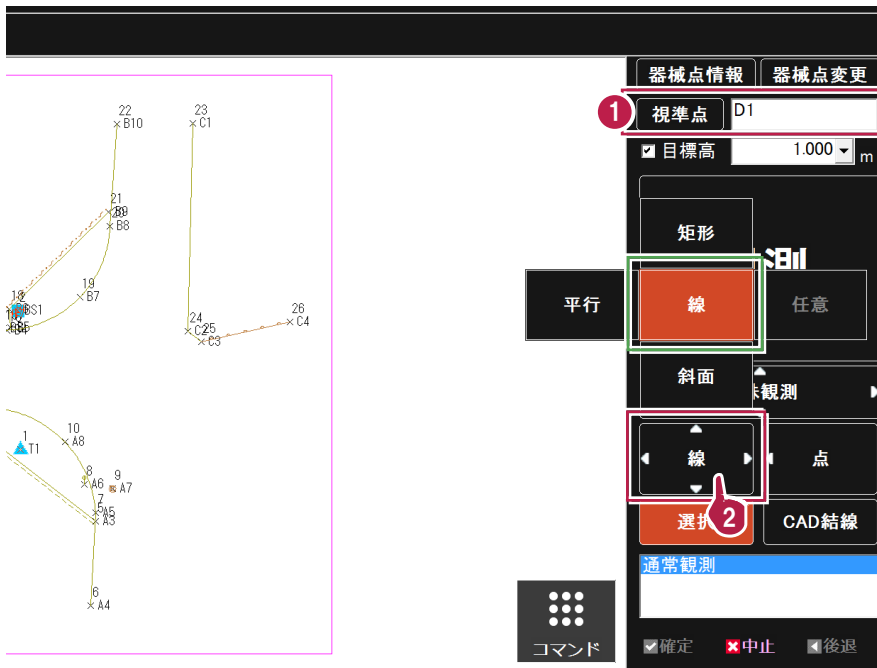 器械点情報 器械点変更
1 視準点 D1
目標高 1.000 m
22
B10
23
C1
21
B9
B8
19
B7
BS1
24
C2
25
C3
26
C4
1
T1
10
A8
8
A6
9
A7
7
A5
A3
6
A4
矩形
測
平行 線 任意
斜面
観測
線 点
選択 2 CAD結線
通常観測
コマンド
確定 中止 後退